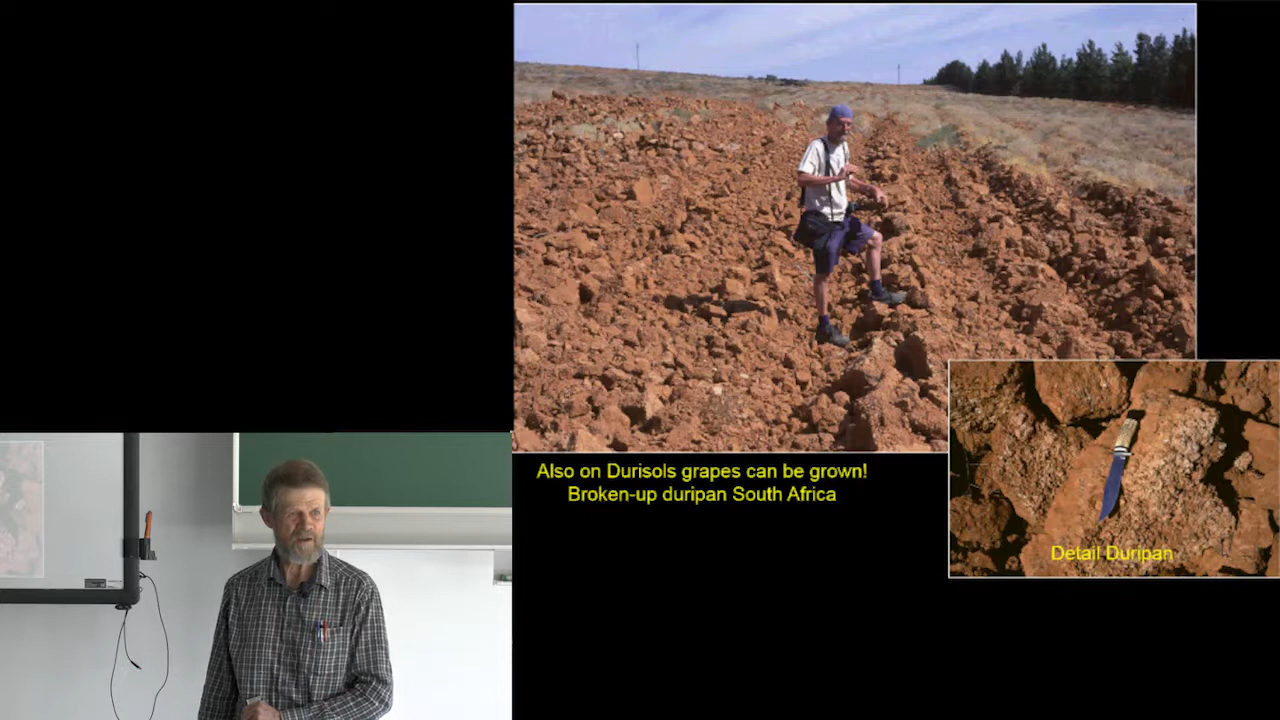 Also on Durisols grapes can be grown!
Broken-up duripan South Africa
Detail Duripan